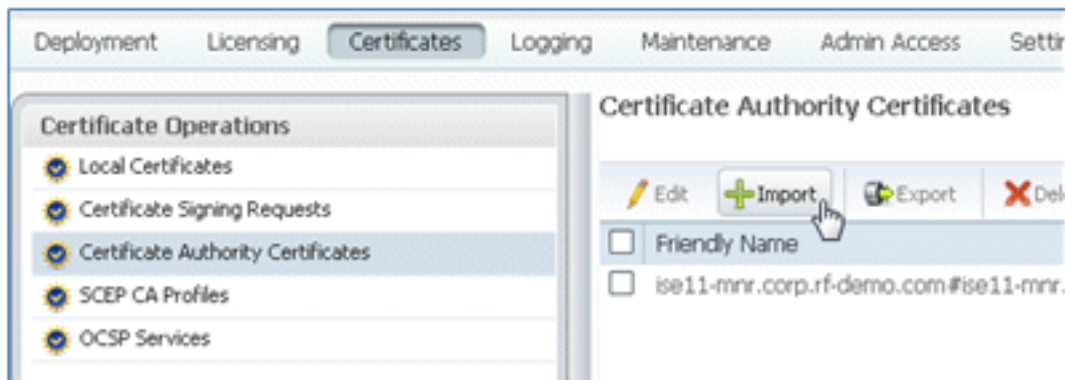 Deployment Licensing Certificates Logging Maintenance Admin Access Settin
Certificate Operations
Local Certificates
Certificate Signing Requests
Certificate Authority Certificates
SCEP CA Profiles
OCSP Services
Certificate Authority Certificates
Edit Import Export Del
Friendly Name
ise11-mnr.corp.rf-demo.com#ise11-mnr.